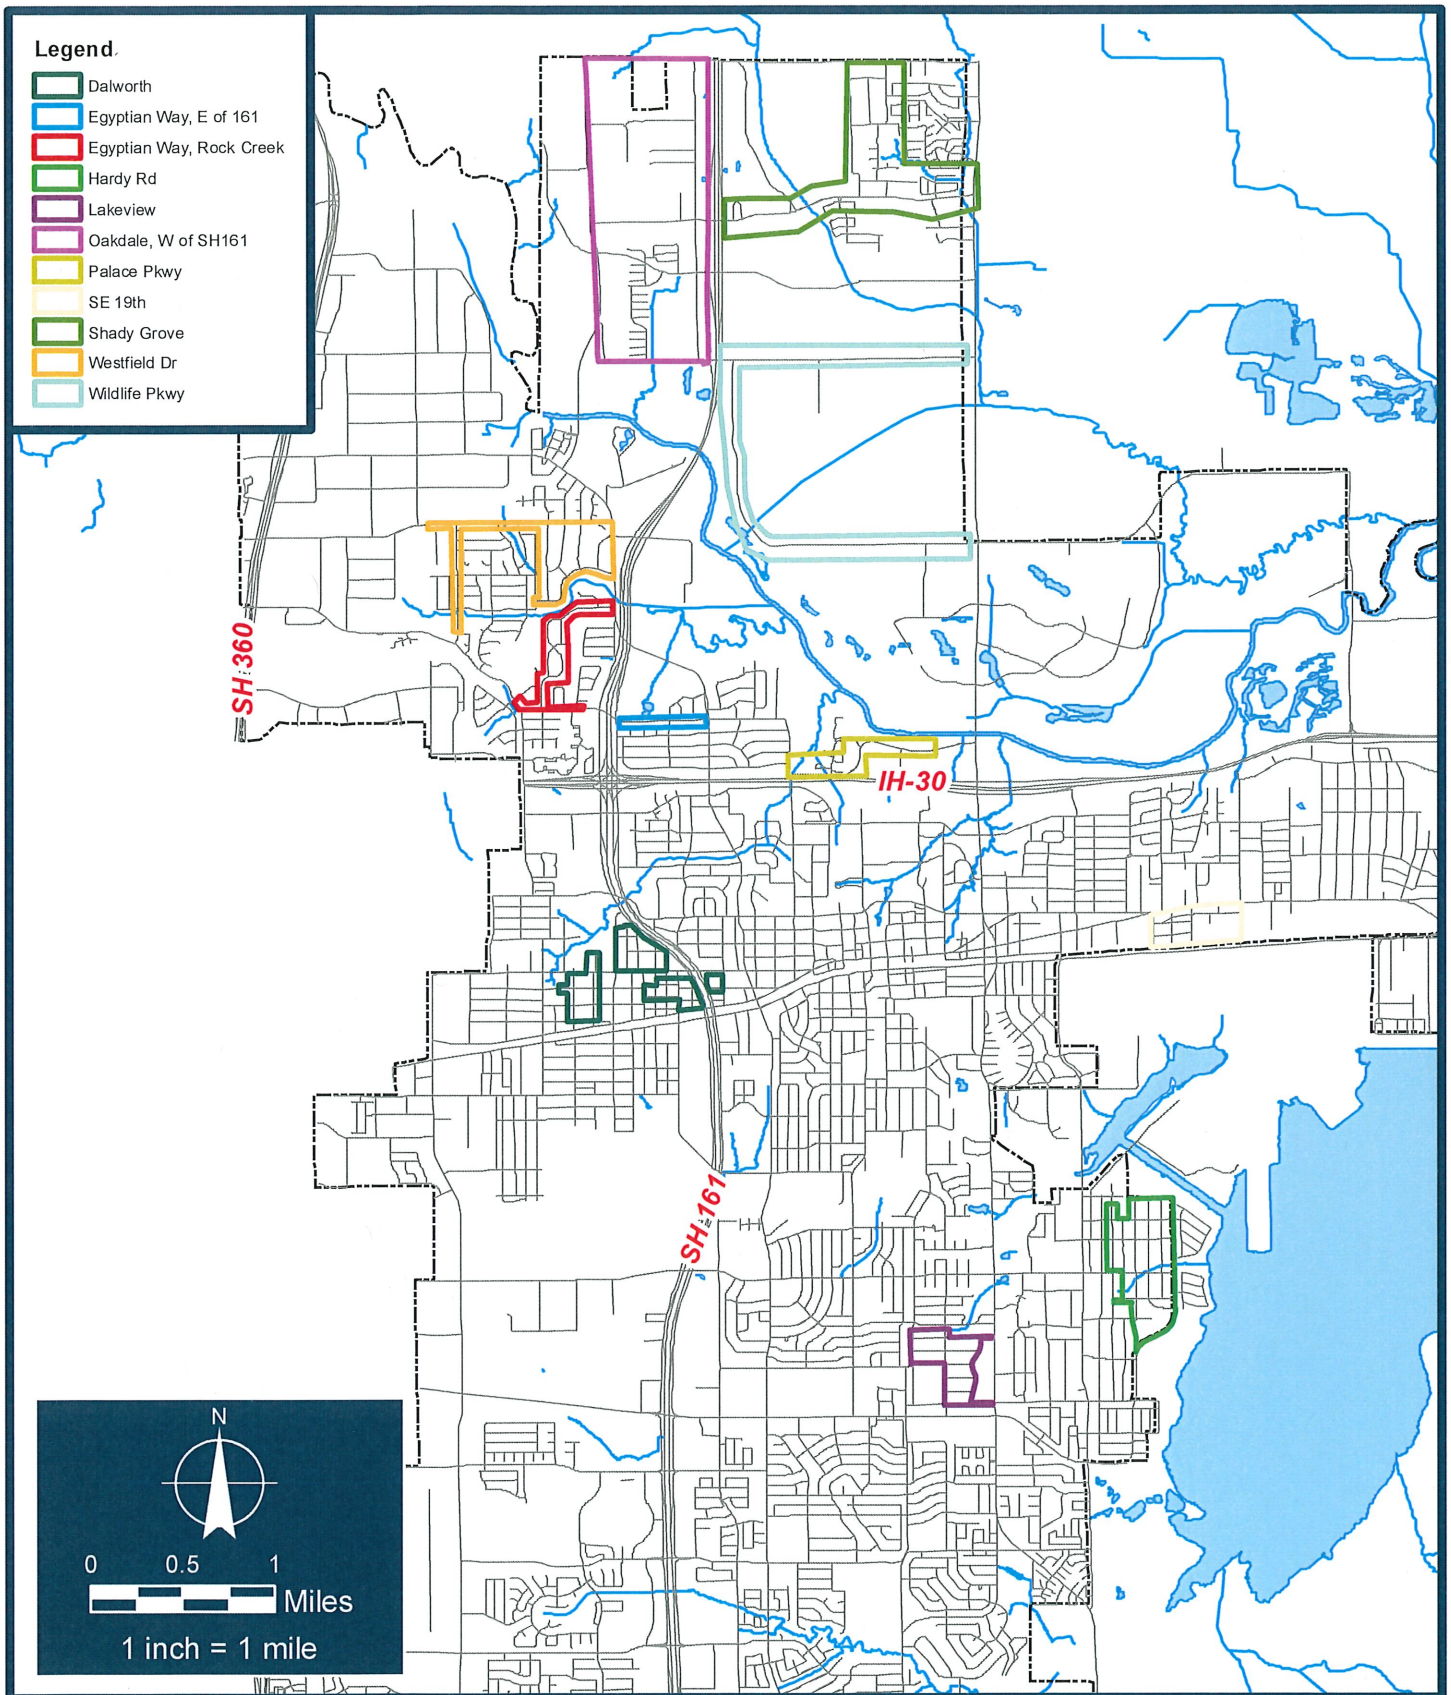 Legend
Dalworth
Egyptian Way, E of 161
Egyptian Way, Rock Creek
Hardy Rd
Lakeview
Oakdale, W of SH161
Palace Pkwy
SE 19th
Shady Grove
Westfield Dr
Wildlife Pkwy
SH 360
IH-30
SH 161
N
0 0.5 1
Miles
1 inch = 1 mile